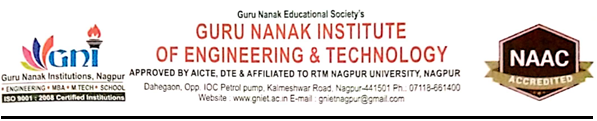 Guru Nanak Educational Society's
GURU NANAK INSTITUTE
OF ENGINEERING & TECHNOLOGY
APPROVED BY AICTE, DTE & AFFILIATED TO RTM NAGPUR UNIVERSITY, NAGPUR
Dahegaon, Opp. IOC Petrol pump, Kalmeshwar Road, Nagpur-441501 Ph.: 07118-661400
Website : www.gniet.ac.in E-mail : gnietnagpur@gmail.com
GNI
Guru Nanak Institutions, Nagpur
• ENGINEERING • MBA • M TECH • SCHOOL
ISO 9001 : 2008 Certified Institutions
NAAC
ACCREDITED